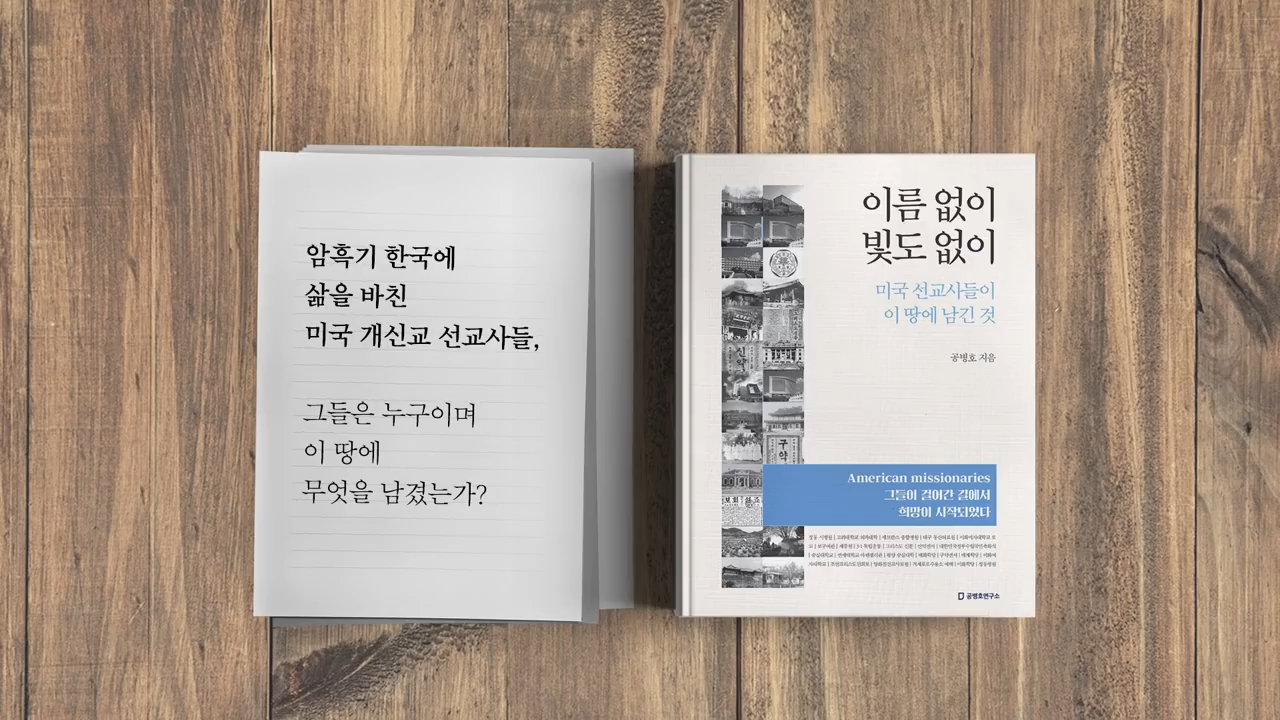 암흑기 한국에
삶을 바친
미국 개신교 선교사들,
그들은 누구이며
이 땅에
무엇을 남겼는가?
이름 없이
빛도 없이
미국 선교사들이
이 땅에 남긴 것
공병호 지음
신약
구약
American missionaries
그들이 걸어간 길에서
희망이 시작되었다
공병호연구소